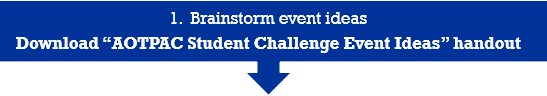 1. Brainstorm event ideas
Download “AOTPAC Student Challenge Event Ideas” handout